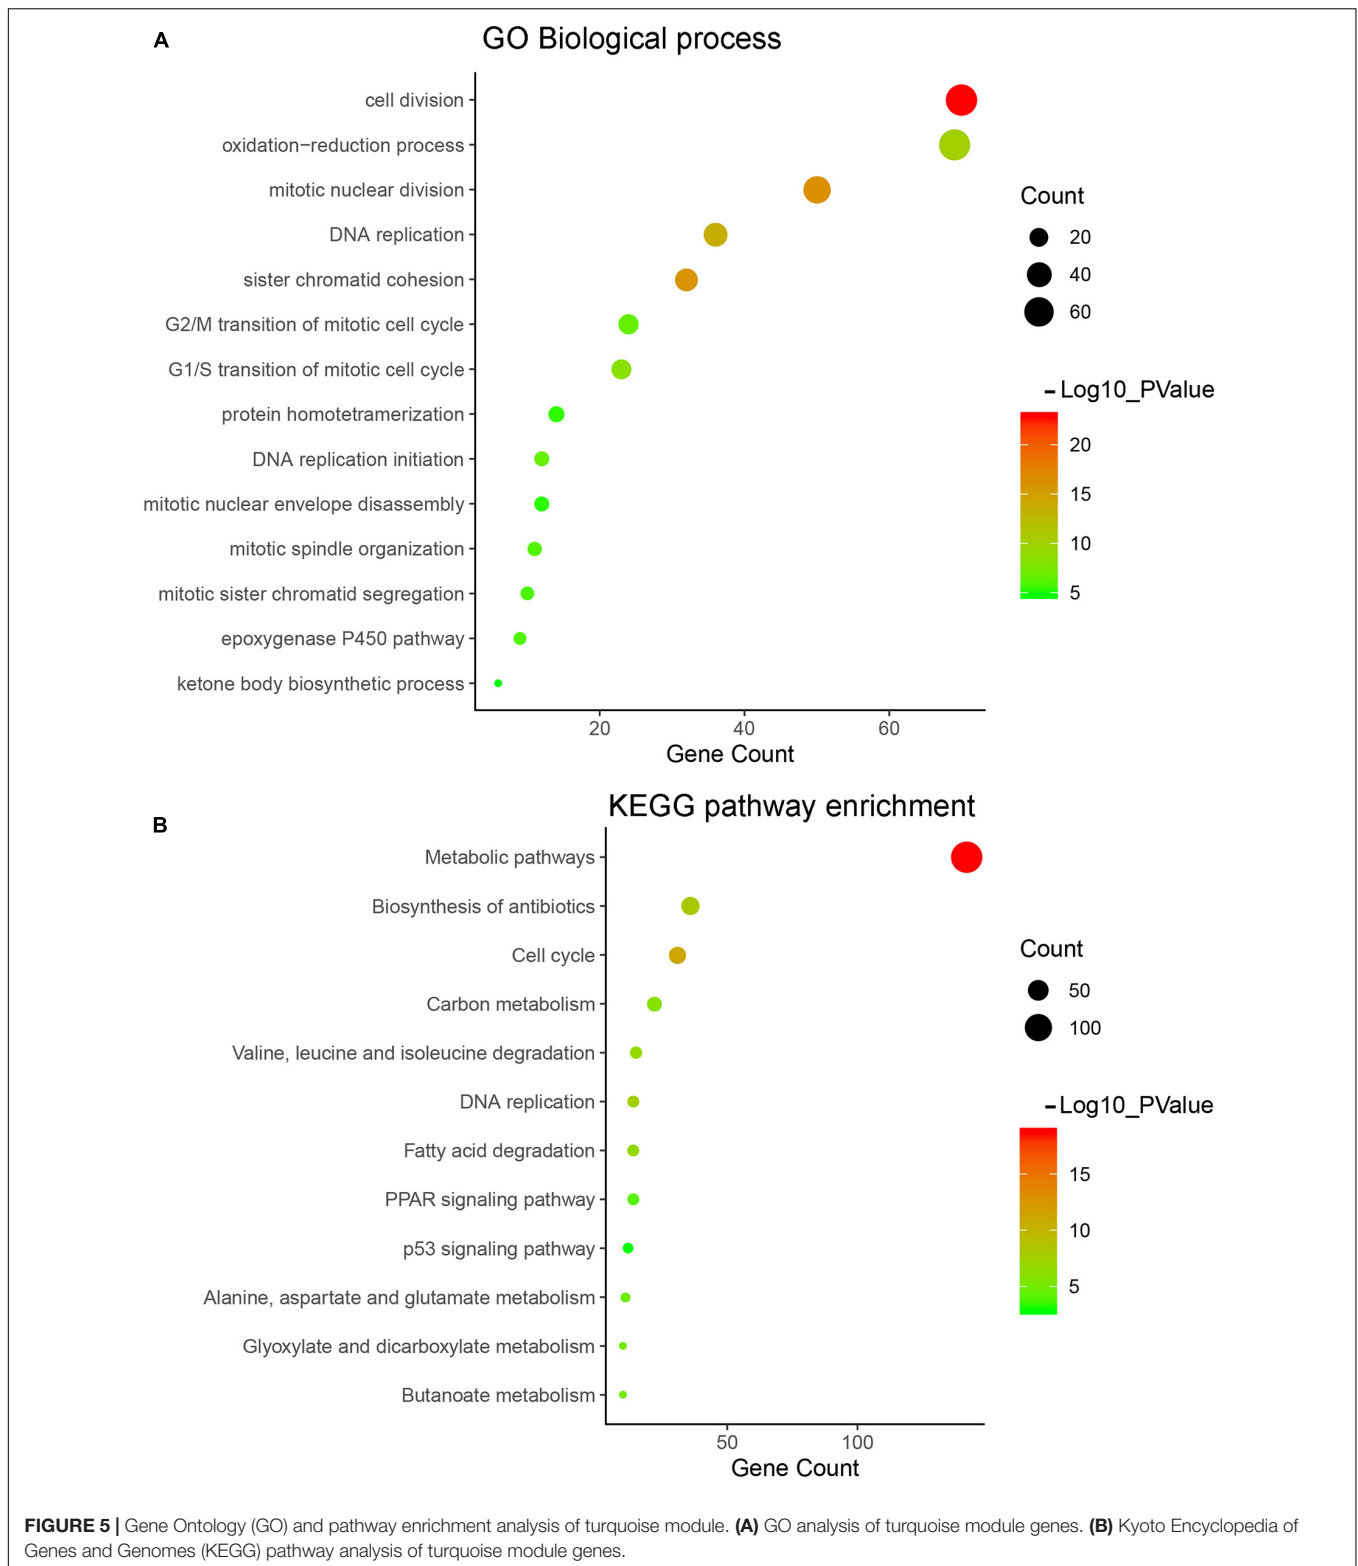 A
GO Biological process
cell division
oxidation−reduction process
mitotic nuclear division
DNA replication
sister chromatid cohesion
G2/M transition of mitotic cell cycle
G1/S transition of mitotic cell cycle
protein homotetramerization
DNA replication initiation
mitotic nuclear envelope disassembly
mitotic spindle organization
mitotic sister chromatid segregation
epoxygenase P450 pathway
ketone body biosynthetic process
20 40 60
Gene Count
Count
20
40
60
−Log10_PValue
20
15
10
5
B
KEGG pathway enrichment
Metabolic pathways
Biosynthesis of antibiotics
Cell cycle
Carbon metabolism
Valine, leucine and isoleucine degradation
DNA replication
Fatty acid degradation
PPAR signaling pathway
p53 signaling pathway
Alanine, aspartate and glutamate metabolism
Glyoxylate and dicarboxylate metabolism
Butanoate metabolism
50 100
Gene Count
Count
50
100
−Log10_PValue
15
10
5
FIGURE 5 | Gene Ontology (GO) and pathway enrichment analysis of turquoise module. (A) GO analysis of turquoise module genes. (B) Kyoto Encyclopedia of
Genes and Genomes (KEGG) pathway analysis of turquoise module genes.